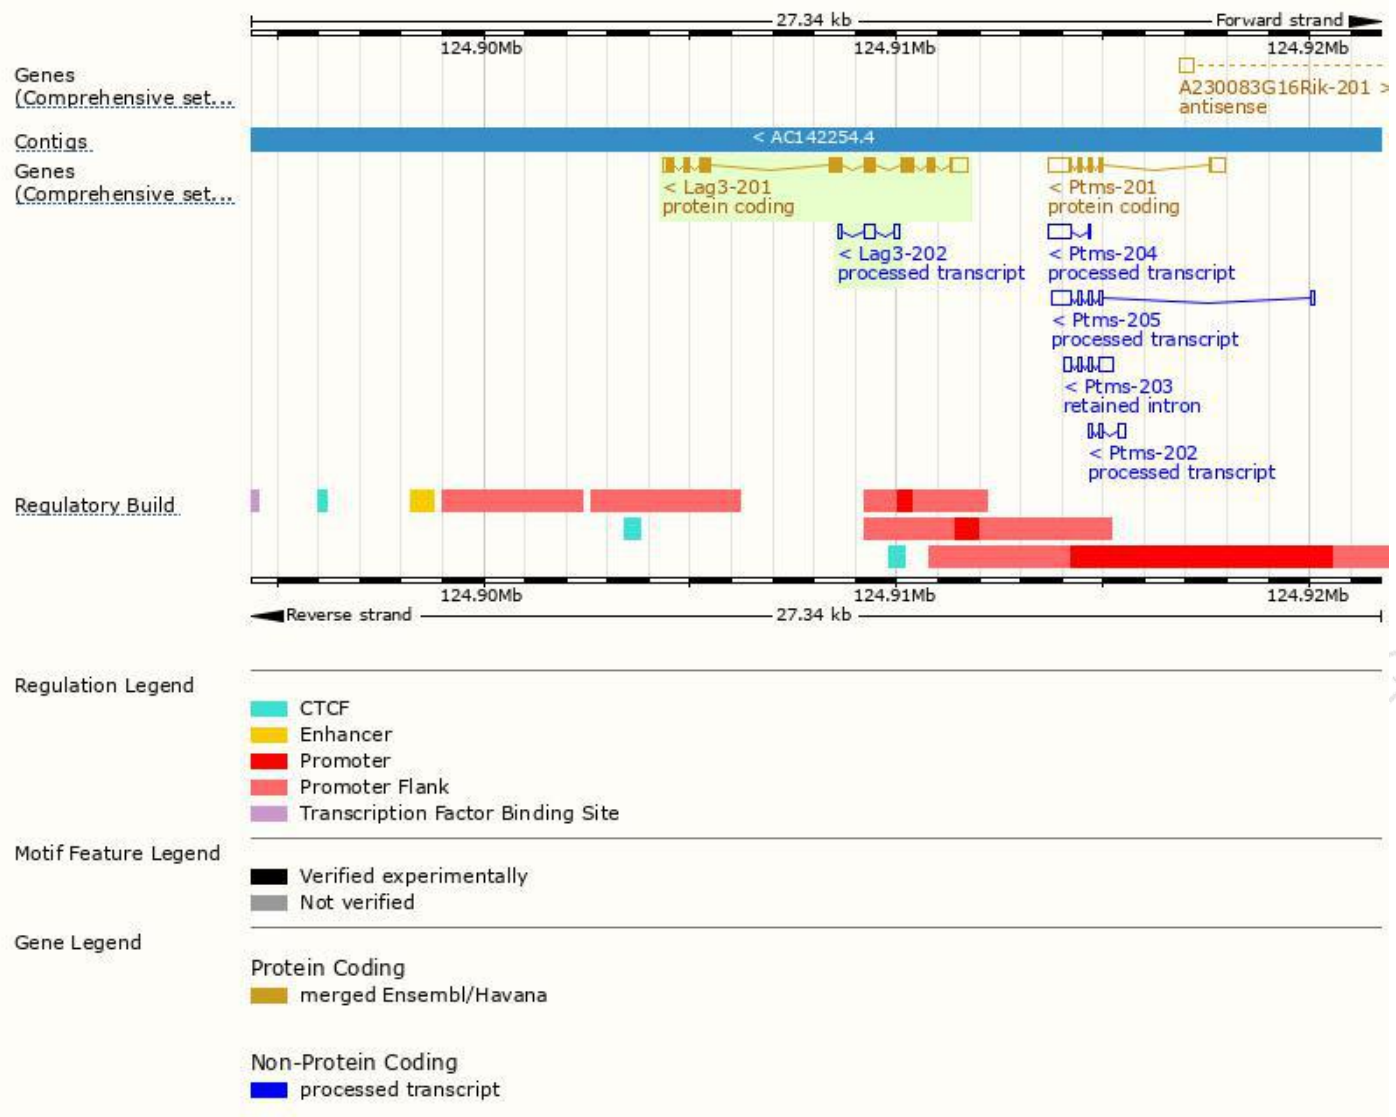 27.34 kb Forward strand
124.90Mb 124.91Mb 124.92Mb
Genes
(Comprehensive set...
A230083G16Rik-201 >
antisense
Contigs
< AC142254.4
Genes
(Comprehensive set...
< Lag3-201
protein coding
< Ptms-201
protein coding
< Lag3-202
processed transcript
< Ptms-204
processed transcript
< Ptms-205
processed transcript
< Ptms-203
retained intron
< Ptms-202
processed transcript
Regulatory Build
124.90Mb 124.91Mb 124.92Mb
Reverse strand 27.34 kb
Regulation Legend
CTCF
Enhancer
Promoter
Promoter Flank
Transcription Factor Binding Site
Motif Feature Legend
Verified experimentally
Not verified
Gene Legend
Protein Coding
merged Ensembl/Havana
Non-Protein Coding
processed transcript